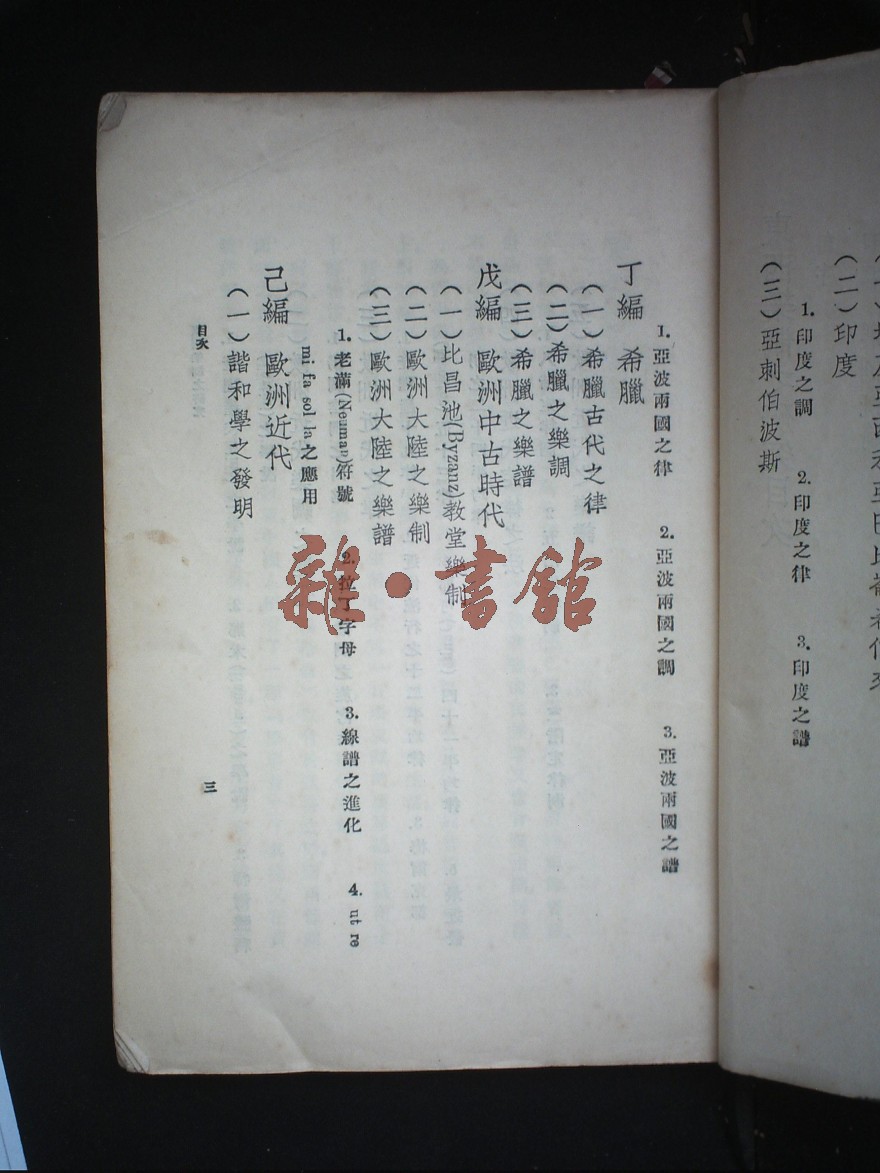 (二)印度
1. 印度之調 2. 印度之律 3. 印度之譜
(三)亞剌伯波斯
1. 亞波兩國之律 2. 亞波兩國之調 3. 亞波兩國之譜
丁編 希臘
(一)希臘古代之律
(二)希臘之樂調
(三)希臘之樂譜
戊編 歐洲中古時代
(一)比昌池(Byzanz)教堂樂制
(二)歐洲大陸之樂制
(三)歐洲大陸之樂譜
1. 老滿(Neuman)符號 2. 拉丁字母 3. 線譜之進化 4. ut re
mi fa sol la之應用
己編 歐洲近代
(一)諧和學之發明
目次
三
雜·書館